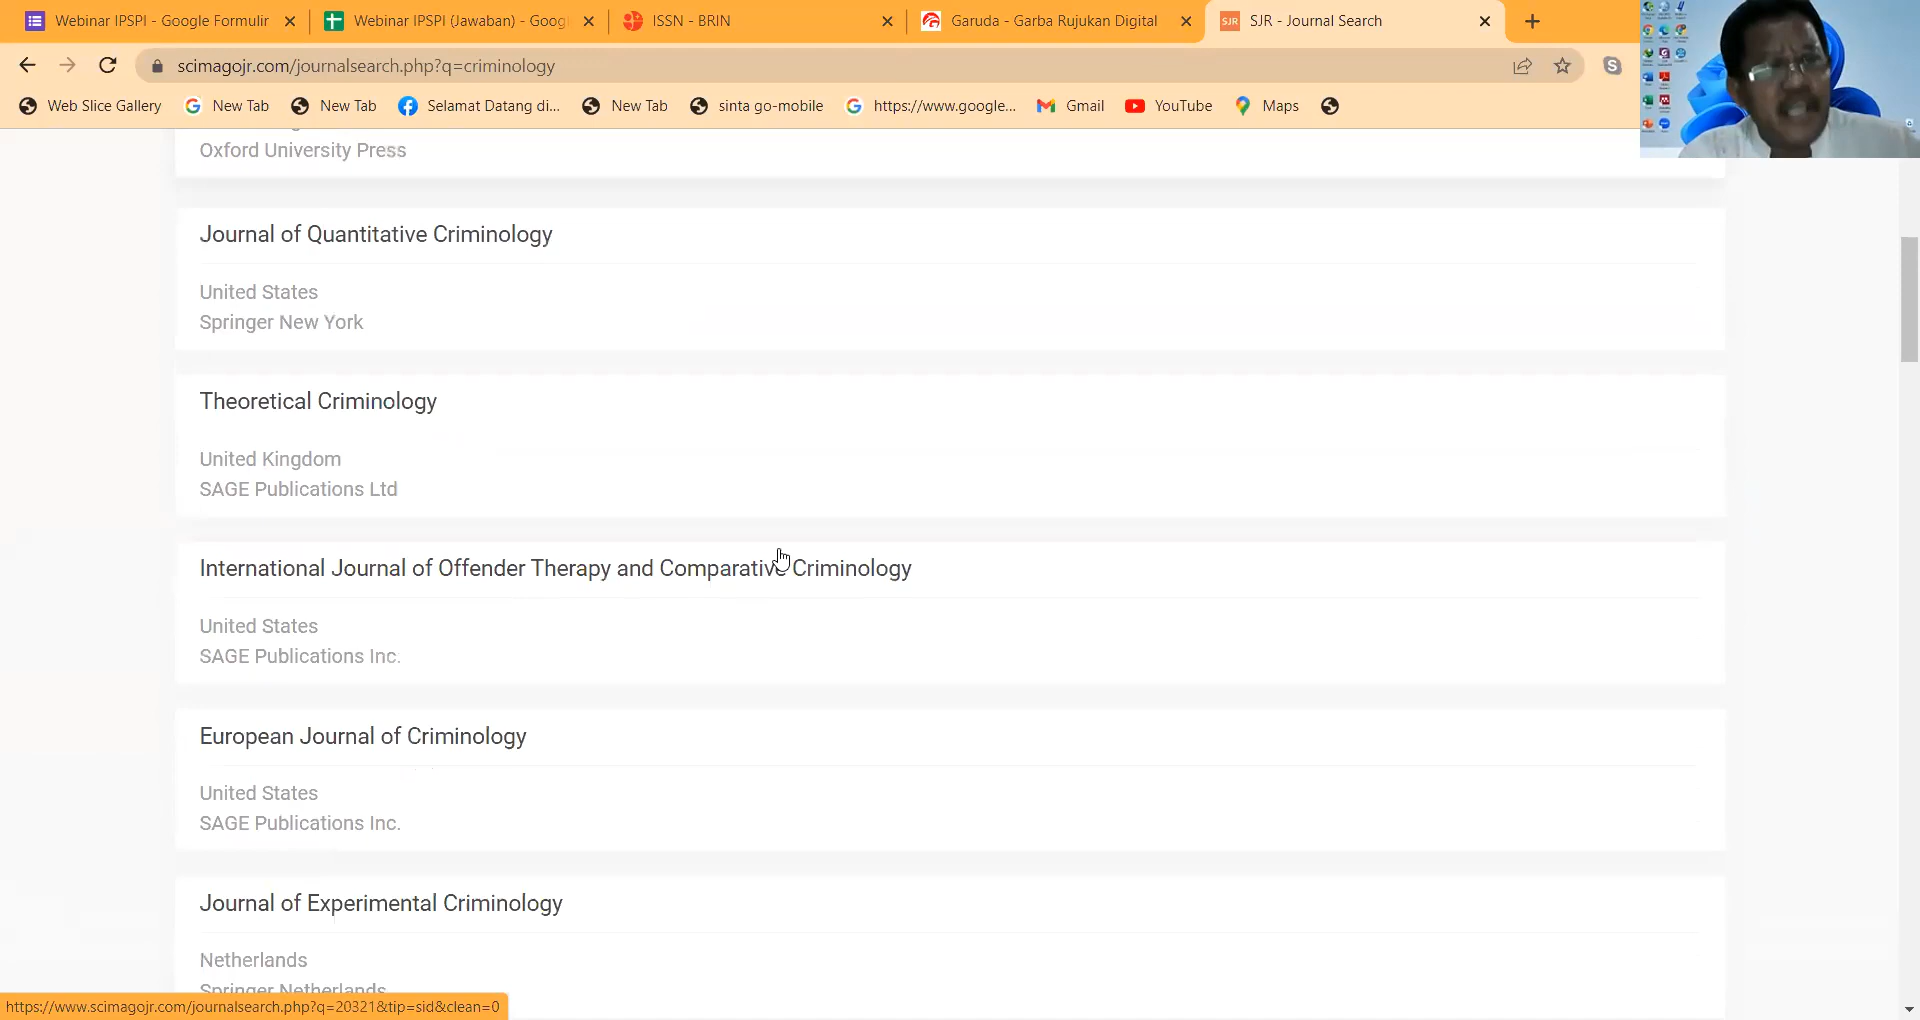 Webinar IPSPI - Google Formulir
Webinar IPSPI (Jawaban) - Goog
ISSN - BRIN
Garuda - Garba Rujukan Digital
SJR
SJR - Journal Search
scimagojr.com/journalsearch.php?q=criminology
Web Slice Gallery
New Tab
New Tab
Selamat Datang di...
New Tab
sinta go-mobile
https://www.google...
Gmail
YouTube
Maps
Oxford University Press
Journal of Quantitative Criminology
United States
Springer New York
Theoretical Criminology
United Kingdom
SAGE Publications Ltd
International Journal of Offender Therapy and Comparative Criminology
United States
SAGE Publications Inc.
European Journal of Criminology
United States
SAGE Publications Inc.
Journal of Experimental Criminology
Netherlands
Springer Netherlands
https://www.scimagojr.com/journalsearch.php?q=20321&tip=sid&clean=0